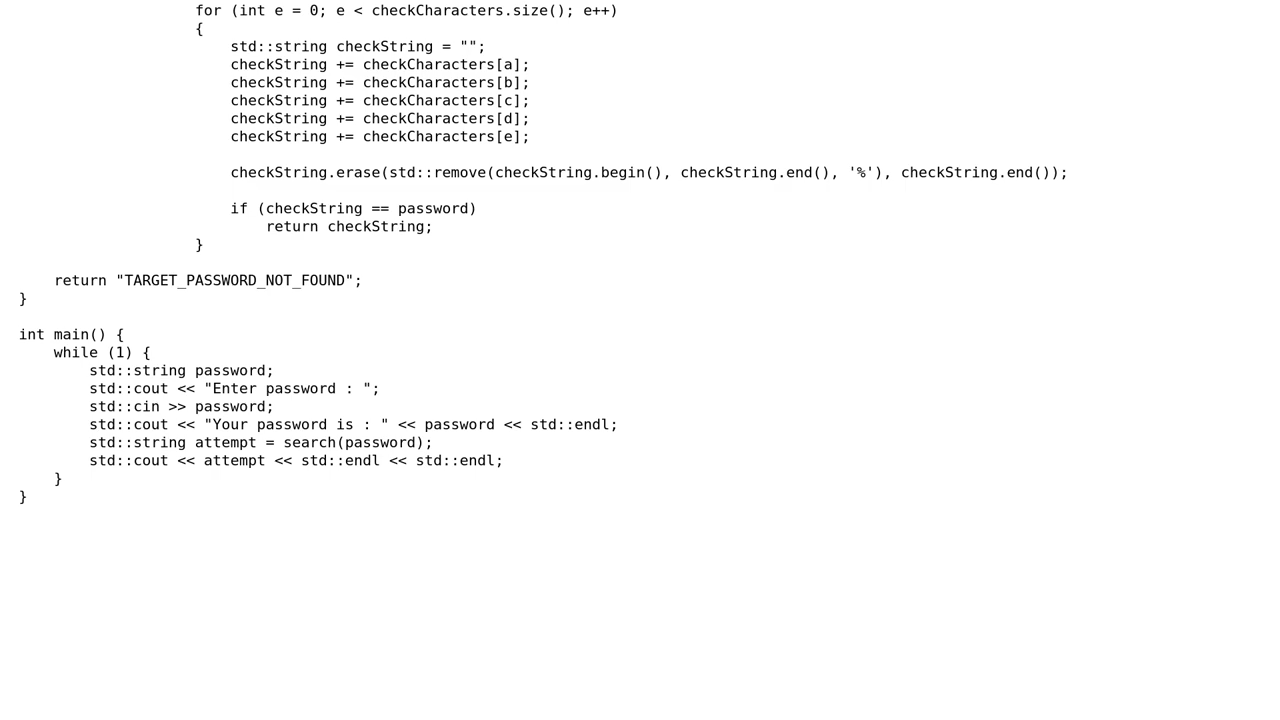 for (int e = 0; e < checkCharacters.size(); e++)
{
std::string checkString = "";
checkString += checkCharacters[a];
checkString += checkCharacters[b];
checkString += checkCharacters[c];
checkString += checkCharacters[d];
checkString += checkCharacters[e];
checkString.erase(std::remove(checkString.begin(), checkString.end(), '%'), checkString.end());
if (checkString == password)
return checkString;
}
return "TARGET_PASSWORD_NOT_FOUND";
}
int main() {
while (1) {
std::string password;
std::cout << "Enter password : ";
std::cin >> password;
std::cout << "Your password is : " << password << std::endl;
std::string attempt = search(password);
std::cout << attempt << std::endl << std::endl;
}
}